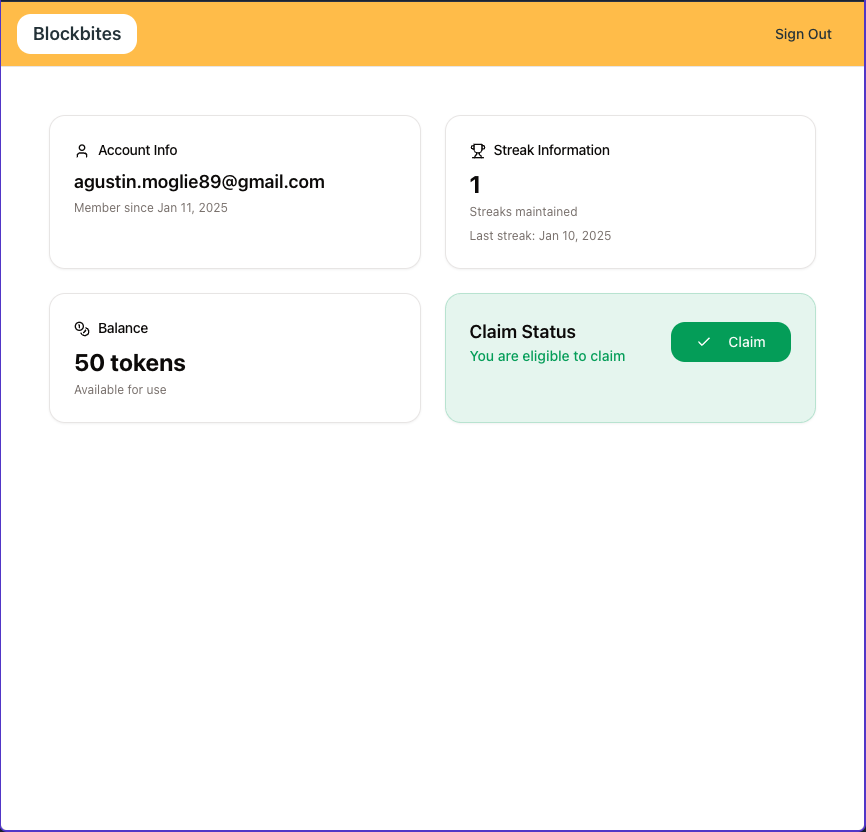 Blockbites
Sign Out
Account Info
agustin.moglie89@gmail.com
Member since Jan 11, 2025
Streak Information
1
Streaks maintained
Last streak: Jan 10, 2025
Balance
50 tokens
Available for use
Claim Status
You are eligible to claim
Claim